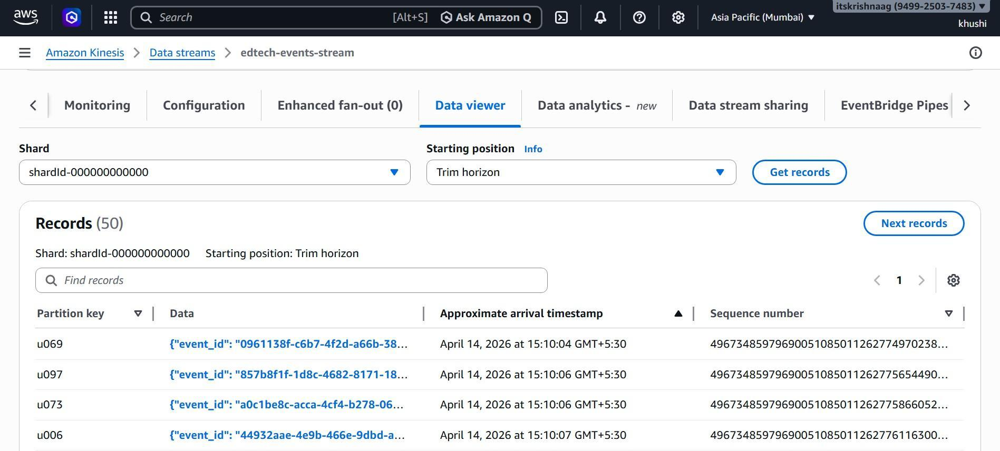 aws
Search [Alt+S] Ask Amazon Q
Asia Pacific (Mumbai)
itskrishnaag (9499-2503-7483)
khushi
Amazon Kinesis
Data streams
edtech-events-stream
Monitoring
Configuration
Enhanced fan-out (0)
Data viewer
Data analytics - new
Data stream sharing
EventBridge Pipes
Shard
Starting position Info
shardId-000000000000
Trim horizon
Get records
Records (50)
Next records
Shard: shardId-000000000000 Starting position: Trim horizon
Find records
1
Partition key Data Approximate arrival timestamp Sequence number
u069 {"event_id": "0961138f-c6b7-4f2d-a66b-38... April 14, 2026 at 15:10:04 GMT+5:30 49673485979690051085011262774970238...
u097 {"event_id": "857b8f1f-1d8c-4682-8171-18... April 14, 2026 at 15:10:06 GMT+5:30 49673485979690051085011262775654490...
u073 {"event_id": "a0c1be8c-acca-4cf4-b278-06... April 14, 2026 at 15:10:06 GMT+5:30 49673485979690051085011262775866052...
u006 {"event_id": "44932aae-4e9b-466e-9dbd-a... April 14, 2026 at 15:10:07 GMT+5:30 49673485979690051085011262776116300...